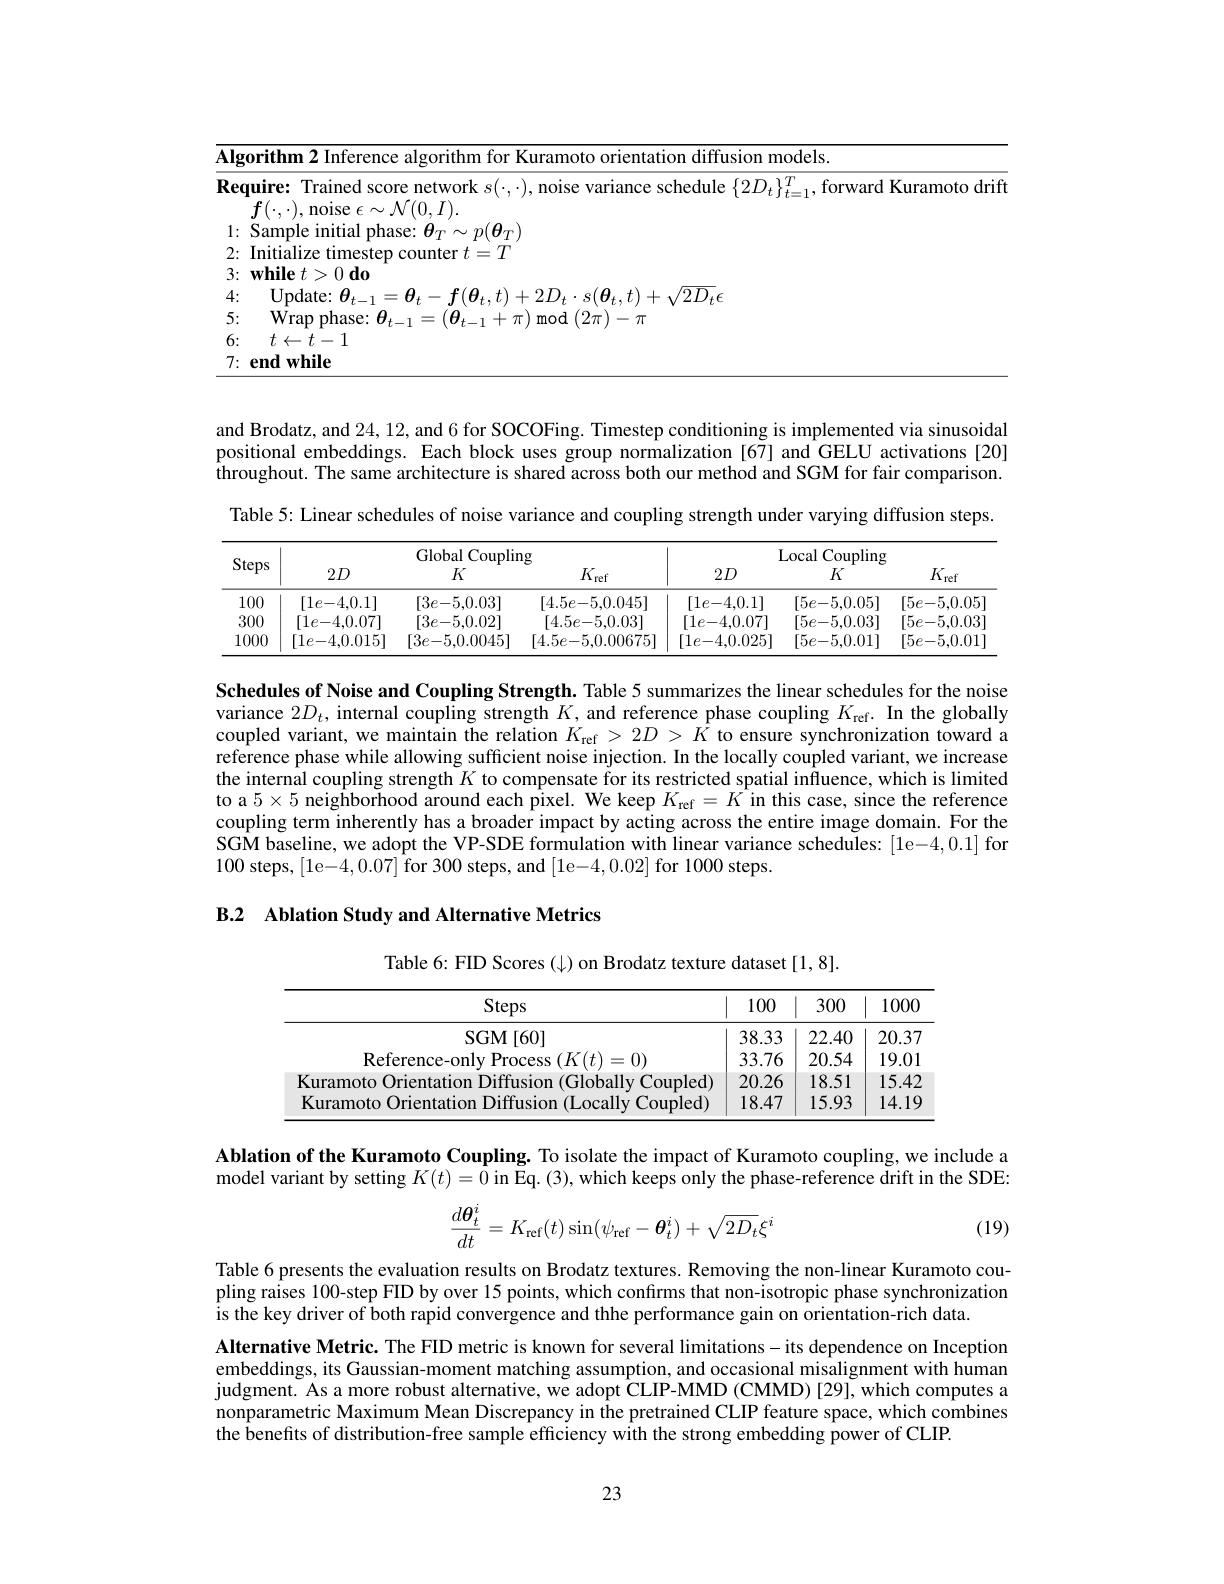 Algorithm 2 Inference algorithm for Kuramoto orientation diffusion models.
Require: Trained score network s(·, ·), noise variance schedule {2D_t}_{t=1}^T, forward Kuramoto drift
f(·, ·), noise ϵ ∼ N(0, I).
1: Sample initial phase: θ_T ∼ p(θ_T)
2: Initialize timestep counter t = T
3: while t > 0 do
4: Update: θ_{t−1} = θ_t − f(θ_t, t) + 2D_t · s(θ_t, t) + √(2D_t)ϵ
5: Wrap phase: θ_{t−1} = (θ_{t−1} + π) mod (2π) − π
6: t ← t − 1
7: end while
and Brodatz, and 24, 12, and 6 for SOCOFing. Timestep conditioning is implemented via sinusoidal
positional embeddings. Each block uses group normalization [67] and GELU activations [20]
throughout. The same architecture is shared across both our method and SGM for fair comparison.
Table 5: Linear schedules of noise variance and coupling strength under varying diffusion steps.
Steps Global Coupling Local Coupling
2D K K_ref 2D K K_ref
100 [1e−4,0.1] [3e−5,0.03] [4.5e−5,0.045] [1e−4,0.1] [5e−5,0.05] [5e−5,0.05]
300 [1e−4,0.07] [3e−5,0.02] [4.5e−5,0.03] [1e−4,0.07] [5e−5,0.03] [5e−5,0.03]
1000 [1e−4,0.015] [3e−5,0.0045] [4.5e−5,0.00675] [1e−4,0.025] [5e−5,0.01] [5e−5,0.01]
Schedules of Noise and Coupling Strength. Table 5 summarizes the linear schedules for the noise
variance 2D_t, internal coupling strength K, and reference phase coupling K_ref. In the globally
coupled variant, we maintain the relation K_ref > 2D > K to ensure synchronization toward a
reference phase while allowing sufficient noise injection. In the locally coupled variant, we increase
the internal coupling strength K to compensate for its restricted spatial influence, which is limited
to a 5 × 5 neighborhood around each pixel. We keep K_ref = K in this case, since the reference
coupling term inherently has a broader impact by acting across the entire image domain. For the
SGM baseline, we adopt the VP-SDE formulation with linear variance schedules: [1e−4, 0.1] for
100 steps, [1e−4, 0.07] for 300 steps, and [1e−4, 0.02] for 1000 steps.
B.2 Ablation Study and Alternative Metrics
Table 6: FID Scores (↓) on Brodatz texture dataset [1, 8].
Steps 100 300 1000
SGM [60] 38.33 22.40 20.37
Reference-only Process (K(t) = 0) 33.76 20.54 19.01
Kuramoto Orientation Diffusion (Globally Coupled) 20.26 18.51 15.42
Kuramoto Orientation Diffusion (Locally Coupled) 18.47 15.93 14.19
Ablation of the Kuramoto Coupling. To isolate the impact of Kuramoto coupling, we include a
model variant by setting K(t) = 0 in Eq. (3), which keeps only the phase-reference drift in the SDE:
dθ_t^i/dt = K_ref(t) sin(ψ_ref − θ_t^i) + √(2D_t)ξ^i (19)
Table 6 presents the evaluation results on Brodatz textures. Removing the non-linear Kuramoto cou-
pling raises 100-step FID by over 15 points, which confirms that non-isotropic phase synchronization
is the key driver of both rapid convergence and thhe performance gain on orientation-rich data.
Alternative Metric. The FID metric is known for several limitations – its dependence on Inception
embeddings, its Gaussian-moment matching assumption, and occasional misalignment with human
judgment. As a more robust alternative, we adopt CLIP-MMD (CMMD) [29], which computes a
nonparametric Maximum Mean Discrepancy in the pretrained CLIP feature space, which combines
the benefits of distribution-free sample efficiency with the strong embedding power of CLIP.
23